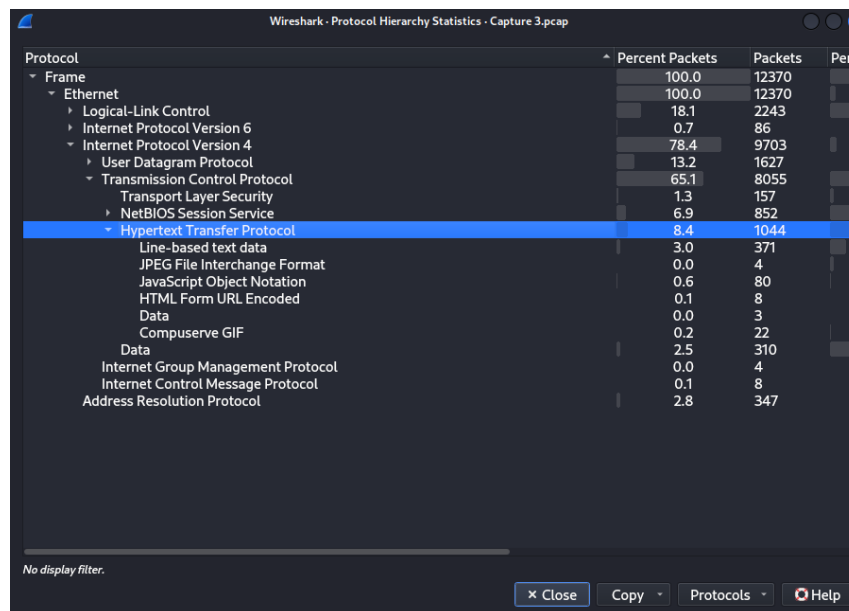 Wireshark · Protocol Hierarchy Statistics · Capture 3.pcap
Protocol Percent Packets Packets Per
Frame 100.0 12370
Ethernet 100.0 12370
Logical-Link Control 18.1 2243
Internet Protocol Version 6 0.7 86
Internet Protocol Version 4 78.4 9703
User Datagram Protocol 13.2 1627
Transmission Control Protocol 65.1 8055
Transport Layer Security 1.3 157
NetBIOS Session Service 6.9 852
Hypertext Transfer Protocol 8.4 1044
Line-based text data 3.0 371
JPEG File Interchange Format 0.0 4
JavaScript Object Notation 0.6 80
HTML Form URL Encoded 0.1 8
Data 0.0 3
Compuserve GIF 0.2 22
Data 2.5 310
Internet Group Management Protocol 0.0 4
Internet Control Message Protocol 0.1 8
Address Resolution Protocol 2.8 347
No display filter.
× Close Copy Protocols Help